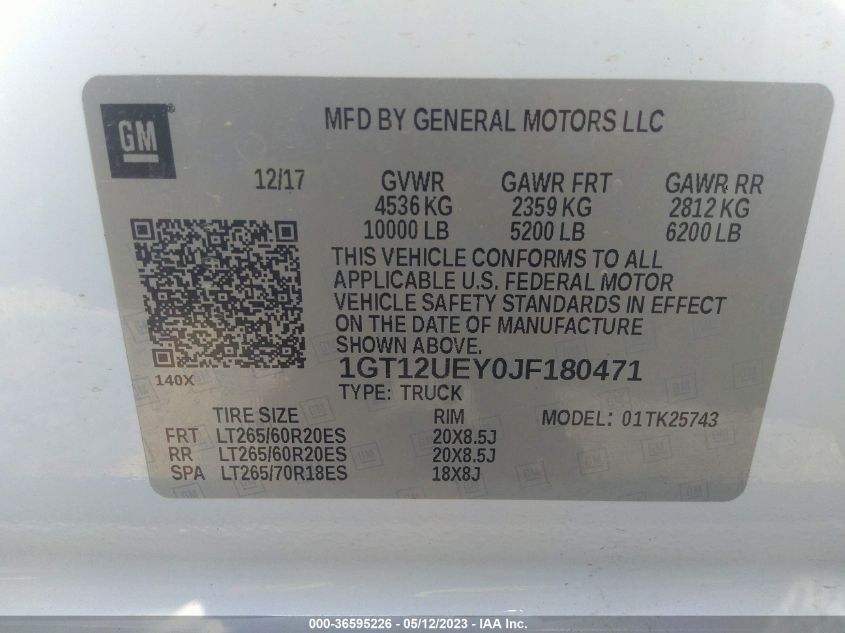 GM
MFD BY GENERAL MOTORS LLC
12/17 GVWR GAWR FRT GAWR RR
4536 KG 2359 KG 2812 KG
10000 LB 5200 LB 6200 LB
THIS VEHICLE CONFORMS TO ALL
APPLICABLE U.S. FEDERAL MOTOR
VEHICLE SAFETY STANDARDS IN EFFECT
ON THE DATE OF MANUFACTURE
SHOWN ABOVE.
1GT12UEY0JF180471
140X
TYPE: TRUCK
TIRE SIZE RIM MODEL: 01TK25743
FRT LT265/60R20ES 20X8.5J
RR LT265/60R20ES 20X8.5J
SPA LT265/70R18ES 18X8J
000-36595226 - 05/12/2023 - IAAI.com